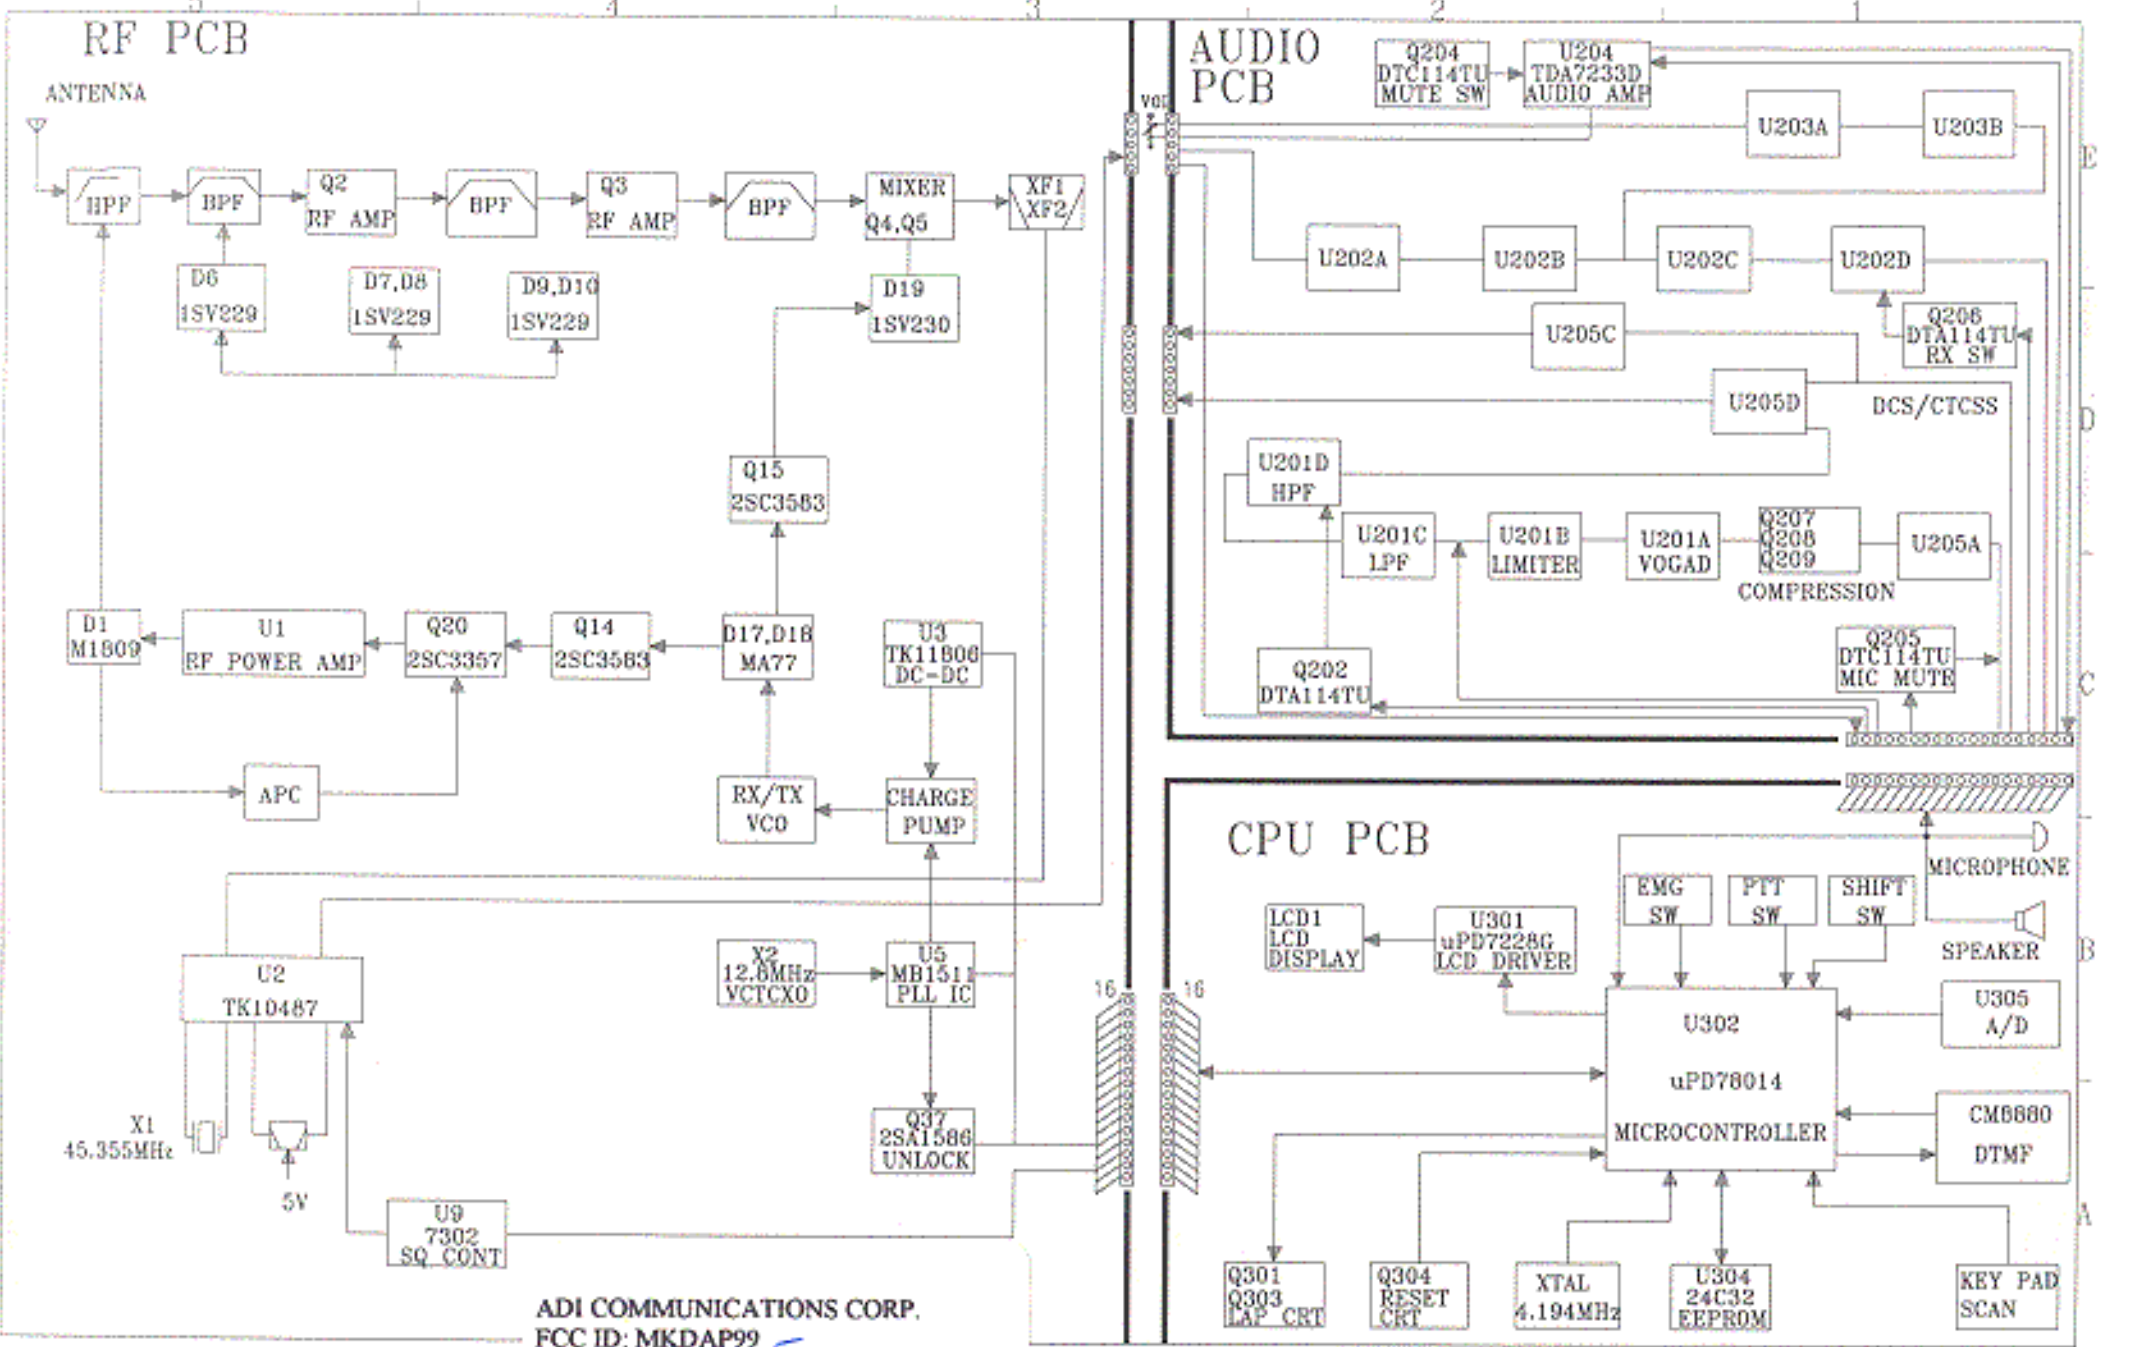 4
3
2
1
RF PCB
ANTENNA
HPF
BPF
Q2
RF AMP
BPF
Q3
RF AMP
BPF
MIXER
Q4,Q5
XF1
XF2
D6
1SV229
D7,D8
1SV229
D9,D10
1SV229
D19
1SV230
Q15
2SC3583
D1
M1809
U1
RF POWER AMP
Q20
2SC3357
Q14
2SC3583
D17,D18
MA77
U3
TK11806
DC-DC
APC
RX/TX
VCO
CHARGE
PUMP
U2
TK10487
X2
12.8MHz
VCTCXO
U5
MB1511
PLL IC
X1
45.355MHz
5V
Q37
2SA1586
UNLOCK
U9
7302
SQ CONT
16
16
AUDIO
PCB
VOL
Q204
DTC114TU
MUTE SW
U204
TDA7233D
AUDIO AMP
U203A
U203B
E
U202A
U202B
U202C
U202D
U205C
Q206
DTA114TU
RX SW
U205D
DCS/CTCSS
D
U201D
HPF
U201C
LPF
U201B
LIMITER
U201A
VOGAD
Q207
Q208
Q209
COMPRESSION
U205A
Q202
DTA114TU
Q205
DTC114TU
MIC MUTE
C
CPU PCB
MICROPHONE
EMG
SW
PTT
SW
SHIFT
SW
LCD1
LCD
DISPLAY
U301
uPD7228G
LCD DRIVER
SPEAKER
B
U302
uPD78014
MICROCONTROLLER
U305
A/D
CM8880
DTMF
A
Q301
Q303
LAP CRT
Q304
RESET
CRT
XTAL
4.194MHz
U304
24C32
EEPROM
KEY PAD
SCAN
ADI COMMUNICATIONS CORP.
FCC ID: MKDAP99